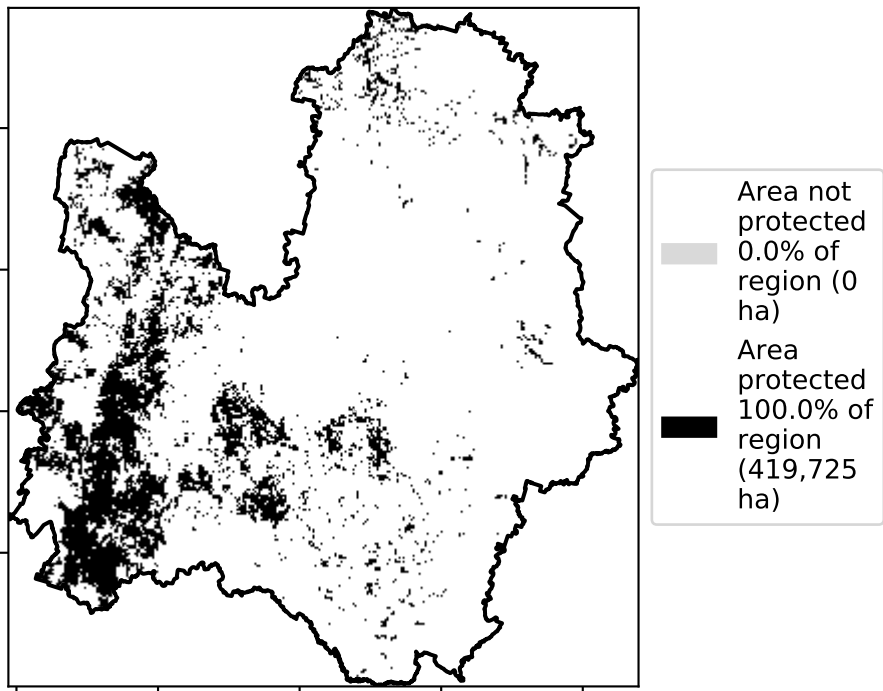 Area not
protected
0.0% of
region (0
ha)
Area
protected
100.0% of
region
(419,725
ha)